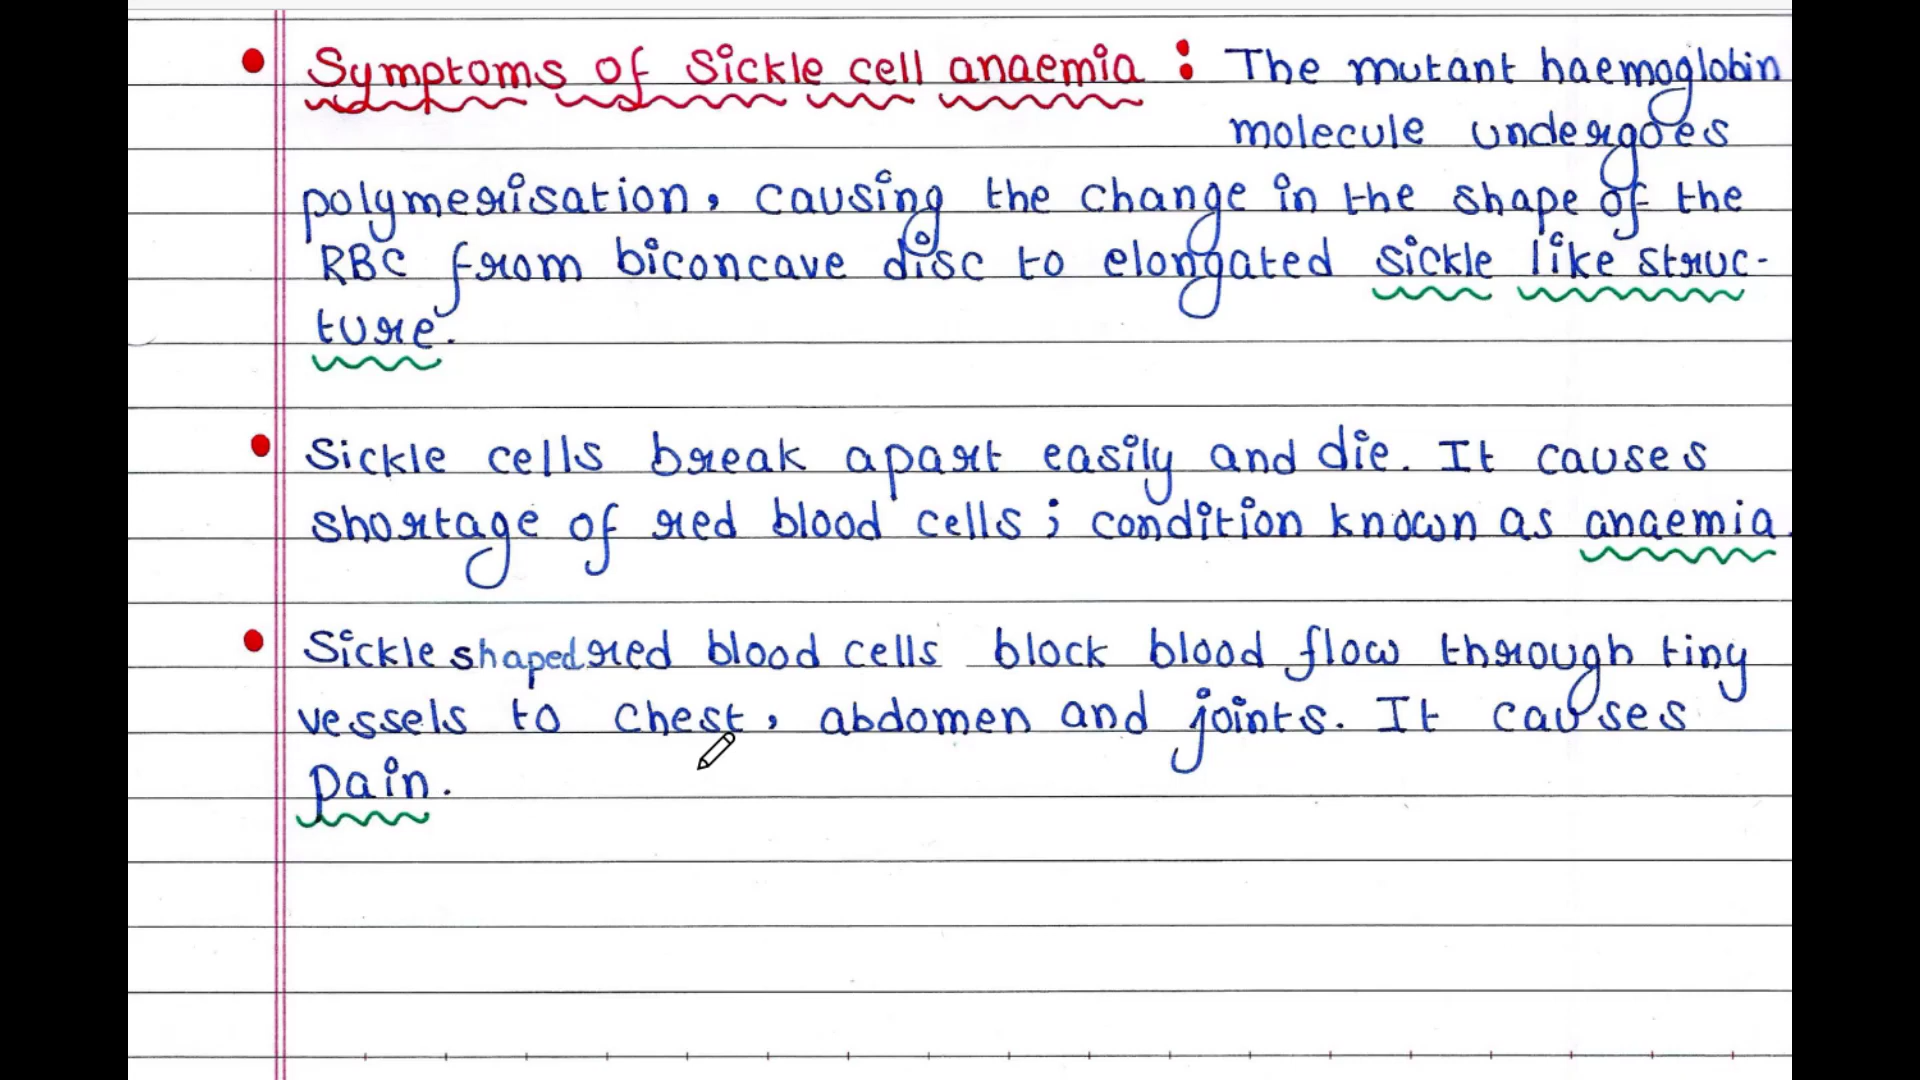 • Symptoms of Sickle cell anaemia : The mutant haemoglobin
molecule undergoes
polymerisation, causing the change in the shape of the
RBC from biconcave disc to elongated sickle like struc-
ture.
• Sickle cells break apart easily and die. It causes
shortage of red blood cells ; condition known as anaemia.
• Sickle shaped red blood cells block blood flow through tiny
vessels to chest, abdomen and joints. It causes
pain.